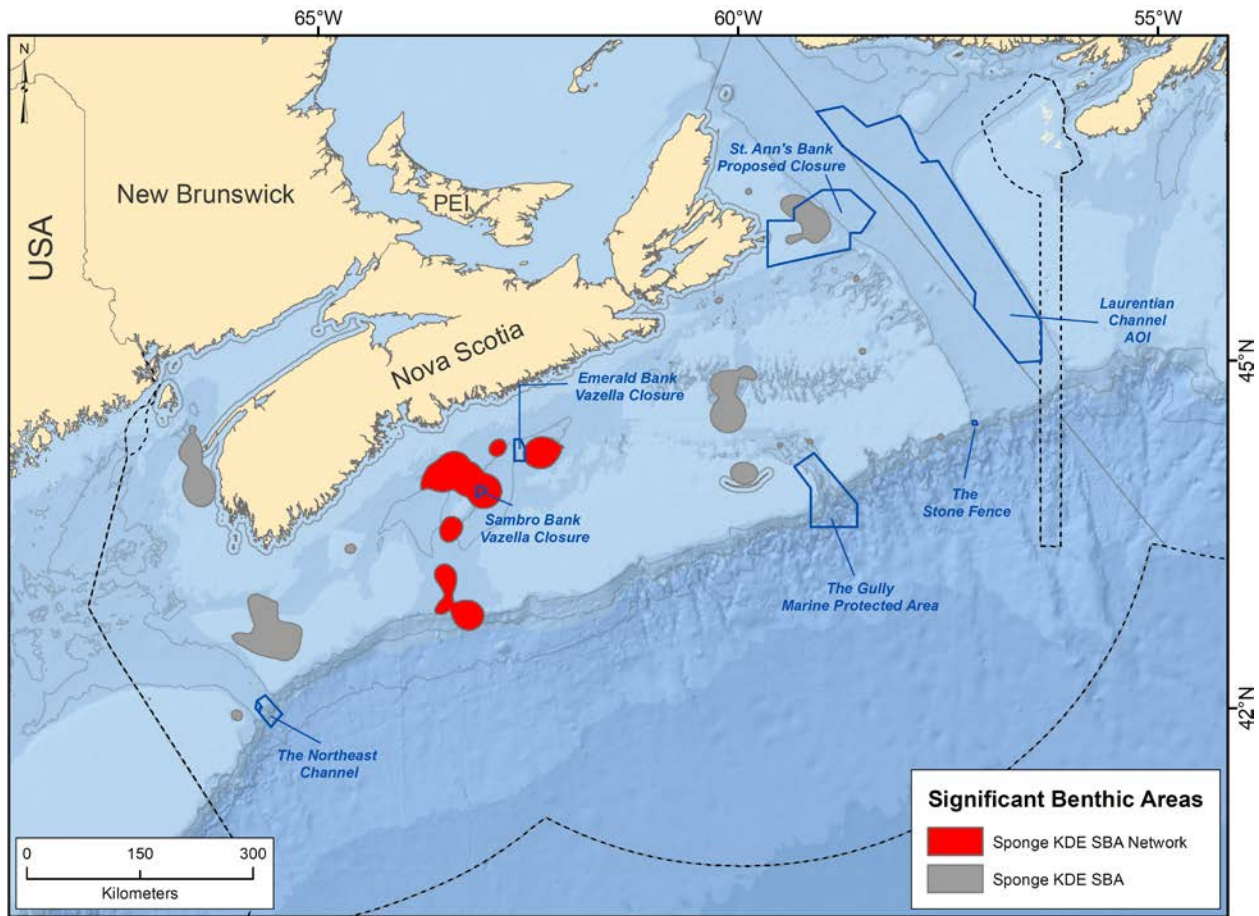 65°W
60°W
55°W
N
St. Ann's Bank
Proposed Closure
New Brunswick
PEI
USA
Laurentian
Channel
AOI
Nova Scotia
45°N
Emerald Bank
Vazella Closure
The
Stone Fence
Sambro Bank
Vazella Closure
The Gully
Marine Protected Area
42°N
The Northeast
Channel
Significant Benthic Areas
Sponge KDE SBA Network
Sponge KDE SBA
0 150 300
Kilometers